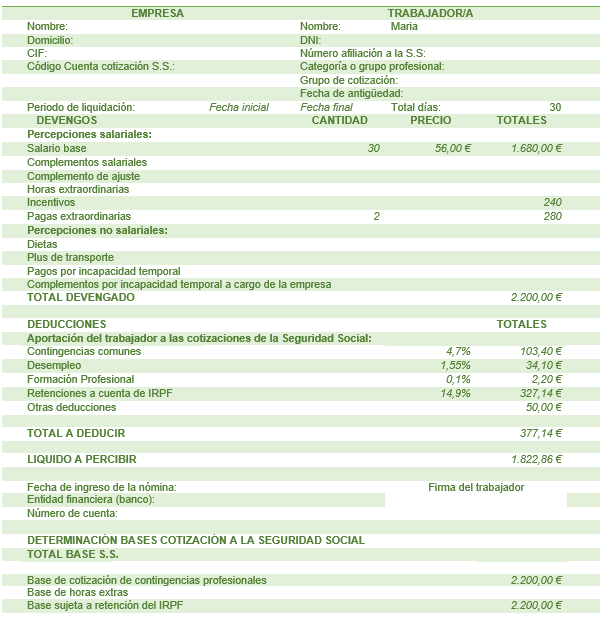 EMPRESA TRABAJADOR/A
Nombre: Nombre: Maria
Domicilio: DNI:
CIF: Número afiliación a la S.S:
Código Cuenta cotización S.S.: Categoría o grupo profesional:
Grupo de cotización:
Fecha de antigüedad:
Periodo de liquidación: Fecha inicial Fecha final Total días: 30
DEVENGOS CANTIDAD PRECIO TOTALES
Percepciones salariales:
Salario base 30 56,00 € 1.680,00 €
Complementos salariales
Complemento de ajuste
Horas extraordinarias
Incentivos 240
Pagas extraordinarias 2 280
Percepciones no salariales:
Dietas
Plus de transporte
Pagos por incapacidad temporal
Complementos por incapacidad temporal a cargo de la empresa
TOTAL DEVENGADO 2.200,00 €
DEDUCCIONES TOTALES
Aportación del trabajador a las cotizaciones de la Seguridad Social:
Contingencias comunes 4,7% 103,40 €
Desempleo 1,55% 34,10 €
Formación Profesional 0,1% 2,20 €
Retenciones a cuenta de IRPF 14,9% 327,14 €
Otras deducciones 50,00 €
TOTAL A DEDUCIR 377,14 €
LIQUIDO A PERCIBIR 1.822,86 €
Fecha de ingreso de la nómina: Firma del trabajador
Entidad financiera (banco):
Número de cuenta:
DETERMINACIÓN BASES COTIZACIÓN A LA SEGURIDAD SOCIAL
TOTAL BASE S.S.
Base de cotización de contingencias profesionales 2.200,00 €
Base de horas extras
Base sujeta a retención del IRPF 2.200,00 €